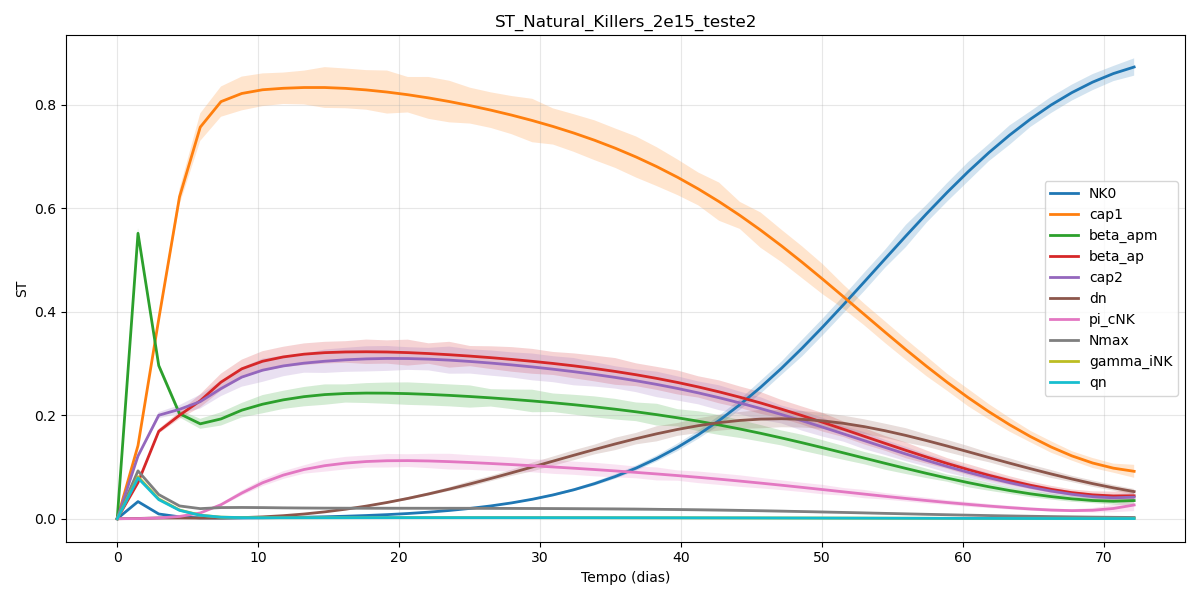 ST_Natural_Killers_2e15_teste2
ST
0.8
0.6
0.4
0.2
0.0
0 10 20 30 40 50 60 70
Tempo (dias)
NK0
cap1
beta_apm
beta_ap
cap2
dn
pi_cNK
Nmax
gamma_iNK
qn